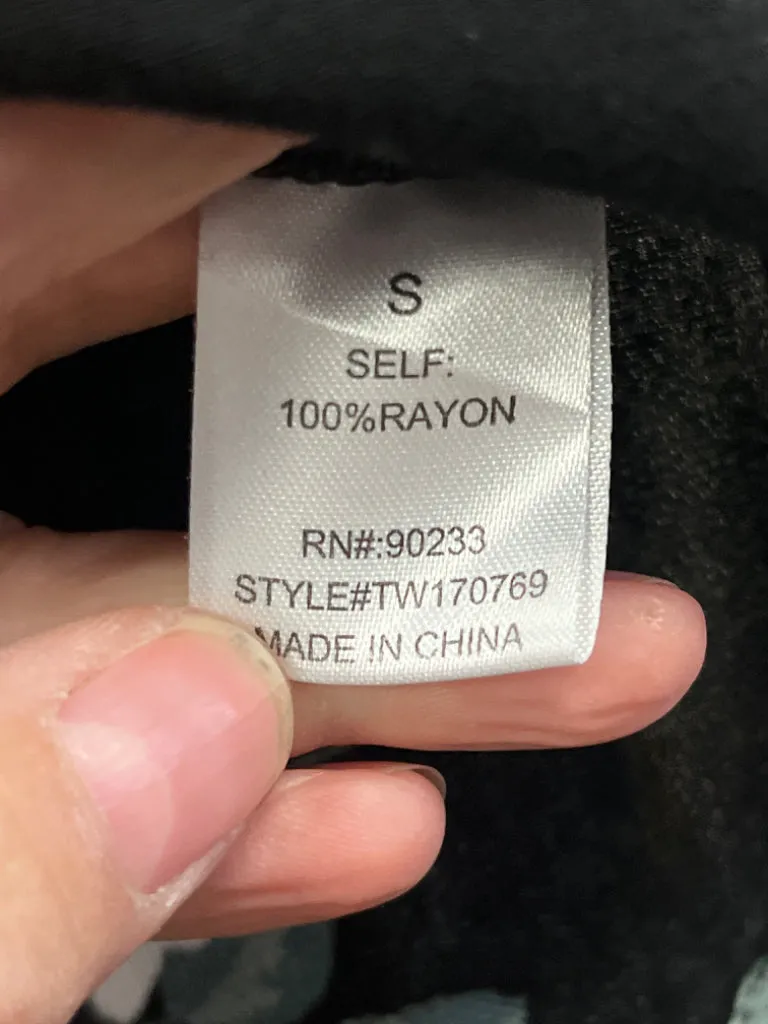 S
SELF:
100%RAYON
RN#:90233
STYLE#TW170769
MADE IN CHINA